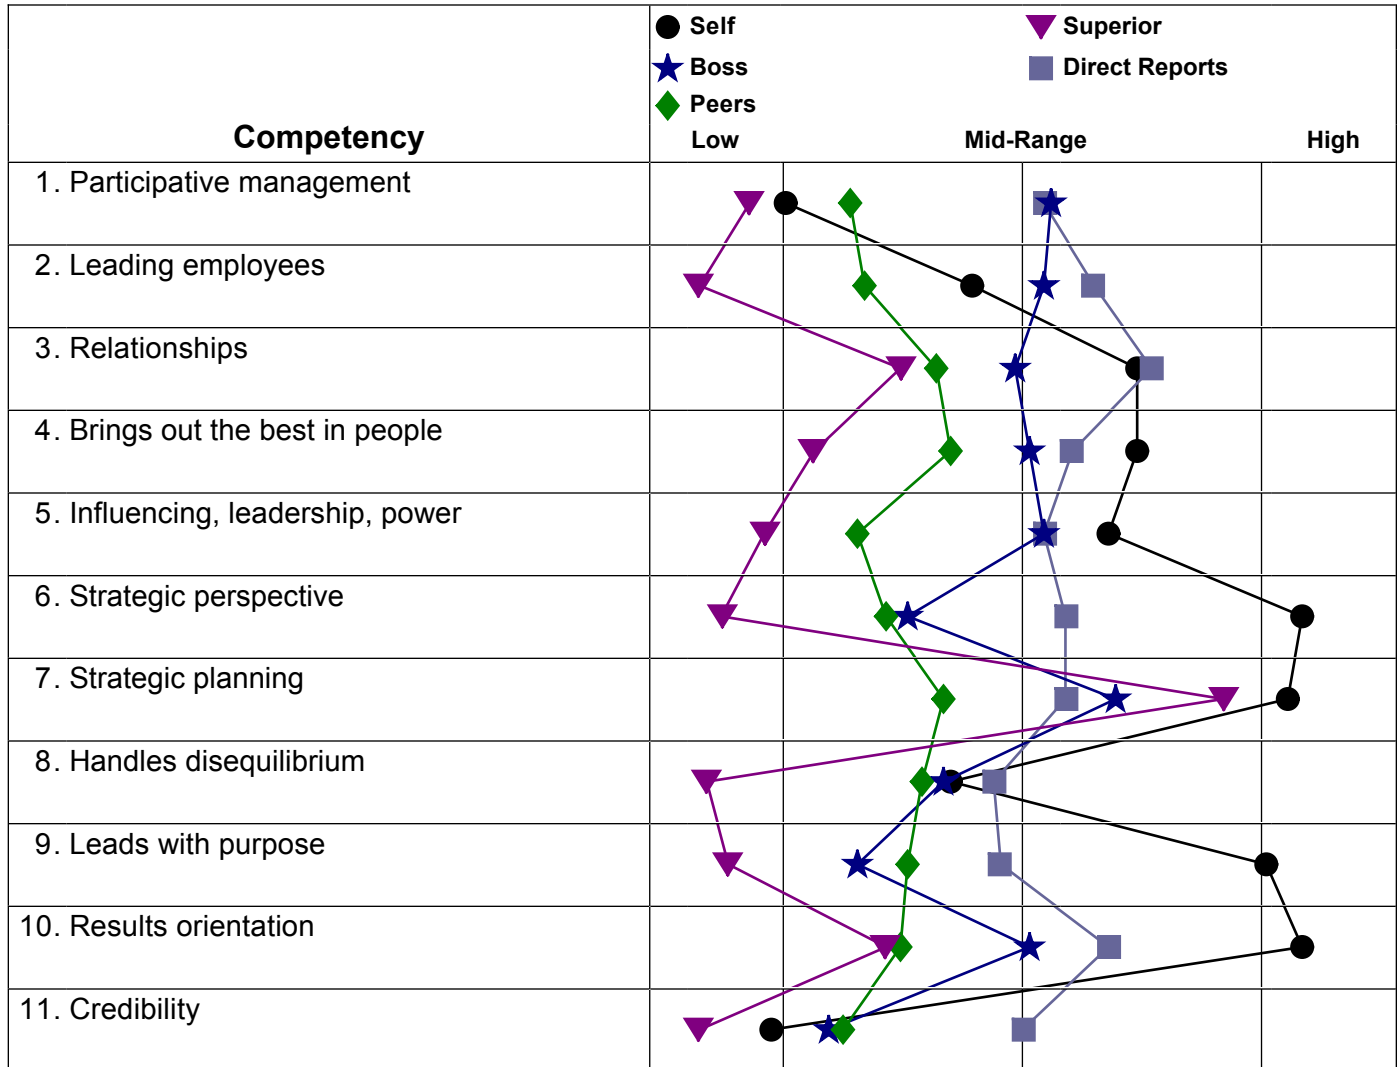 Self
Superior
Boss
Direct Reports
Peers
Competency
Low
Mid-Range
High
1. Participative management
2. Leading employees
3. Relationships
4. Brings out the best in people
5. Influencing, leadership, power
6. Strategic perspective
7. Strategic planning
8. Handles disequilibrium
9. Leads with purpose
10. Results orientation
11. Credibility